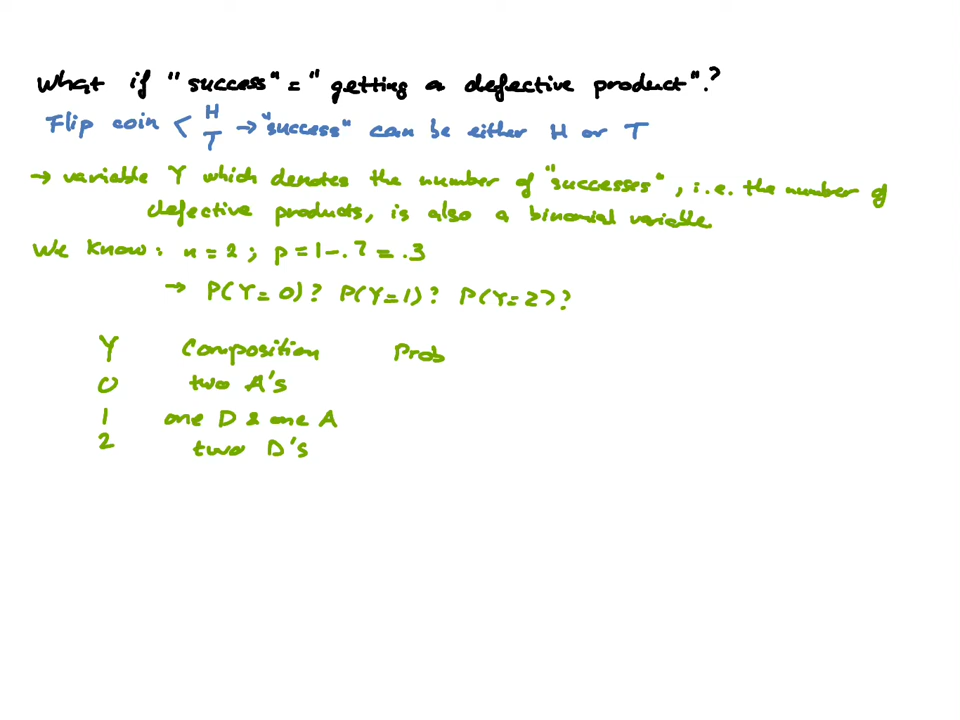 What if "success" = "getting a defective product"?
Flip coin < H T → "success" can be either H or T
→ variable Y which denotes the number of "successes", i.e. the number of
defective products, is also a binomial variable.
We know: n = 2 ; p = 1 - .7 = .3
→ P(Y = 0)? P(Y = 1)? P(Y = 2)?
Y Composition Prob
0 two A's
1 one D & one A
2 two D's